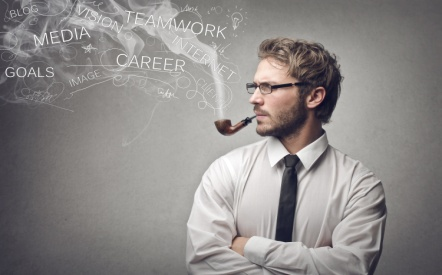 BLOG
VISION
TEAMWORK
MEDIA
INTERNET
CAREER
GOALS
IMAGE